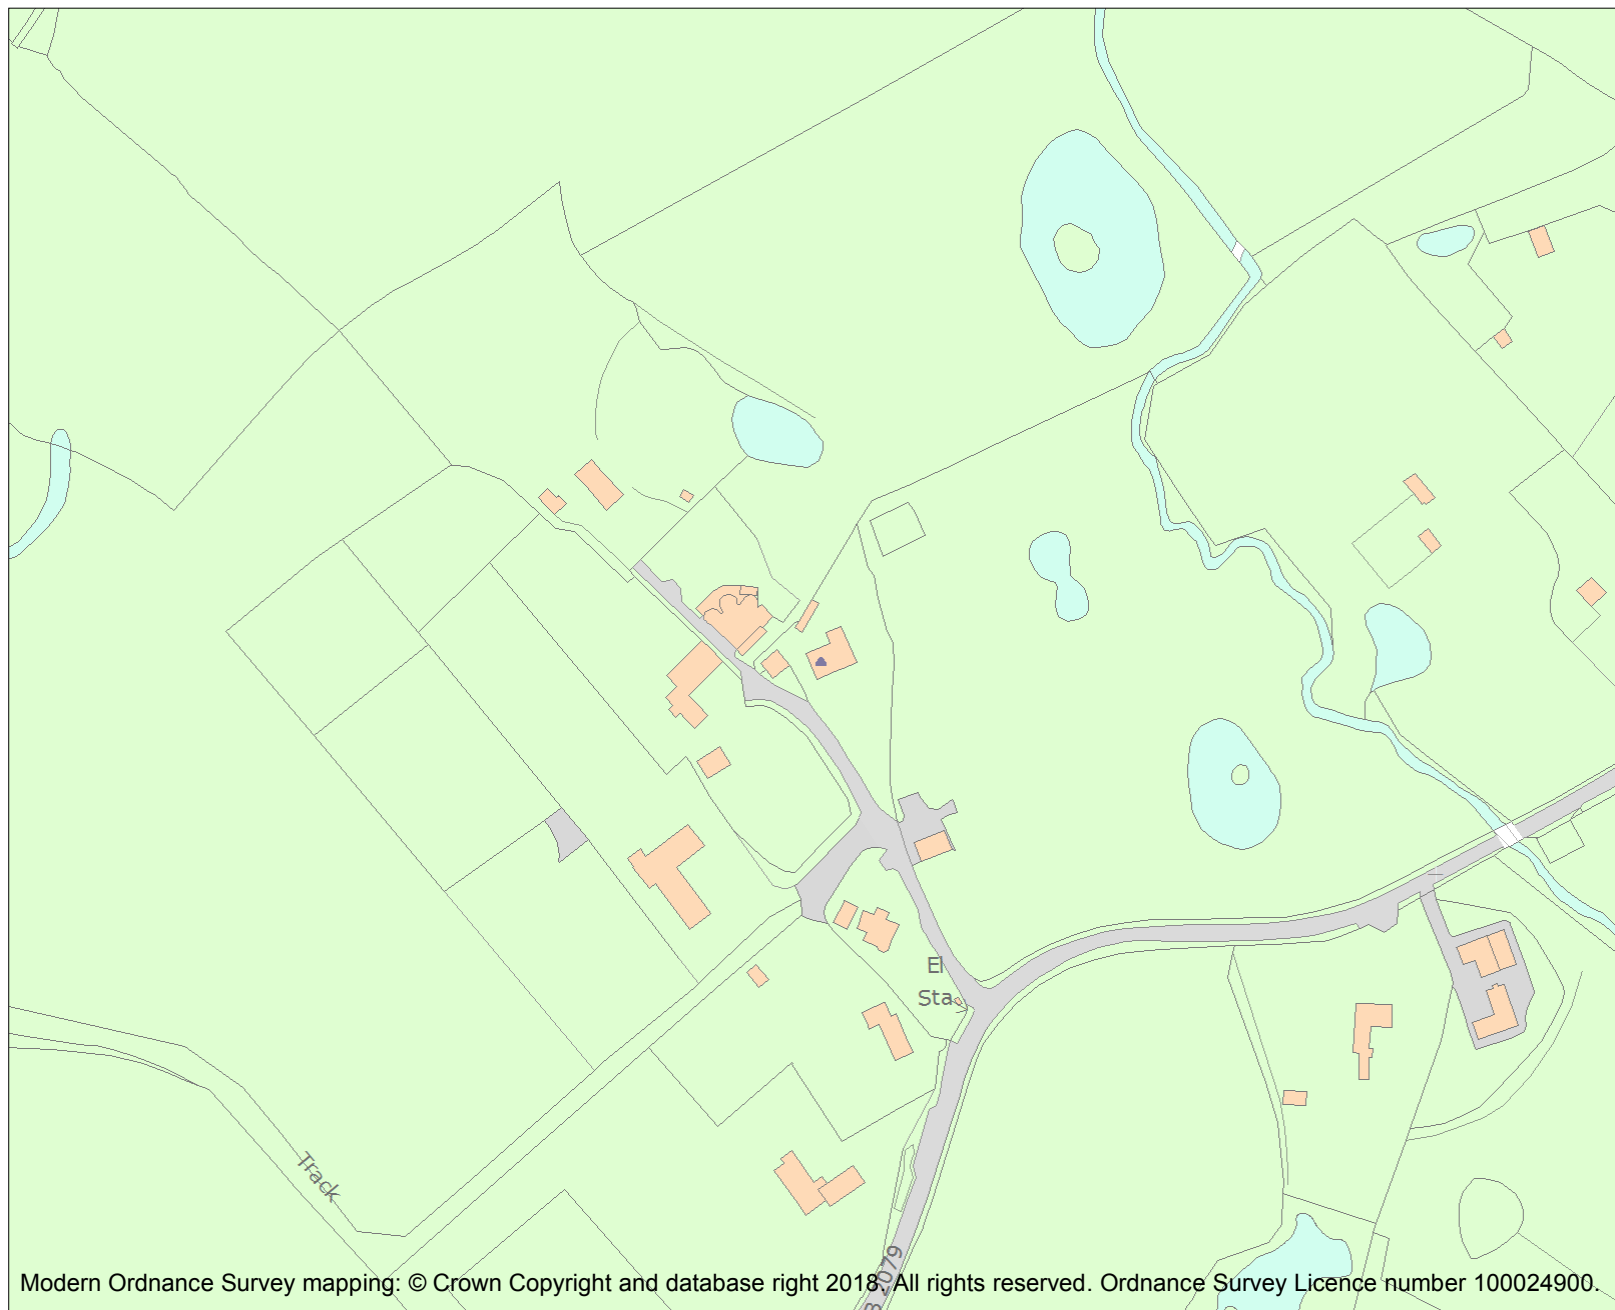 El
Sta
Track
B 2079
Modern Ordnance Survey mapping: © Crown Copyright and database right 2018. All rights reserved. Ordnance Survey Licence number 100024900.